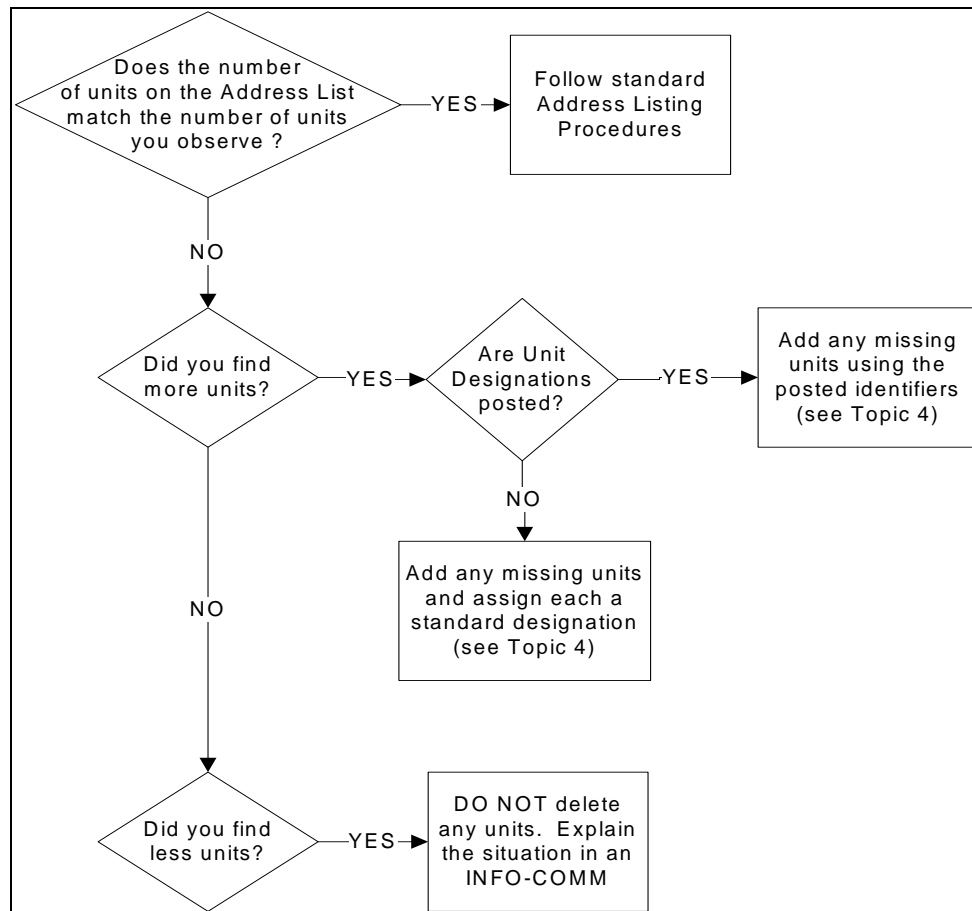 Does the number
of units on the Address List
match the number of units
you observe ?
YES
Follow standard
Address Listing
Procedures
NO
Did you find
more units?
YES
Are Unit
Designations
posted?
YES
Add any missing
units using the
posted identifiers
(see Topic 4)
NO
Add any missing units
and assign each a
standard designation
(see Topic 4)
NO
Did you find
less units?
YES
DO NOT delete
any units. Explain
the situation in an
INFO-COMM